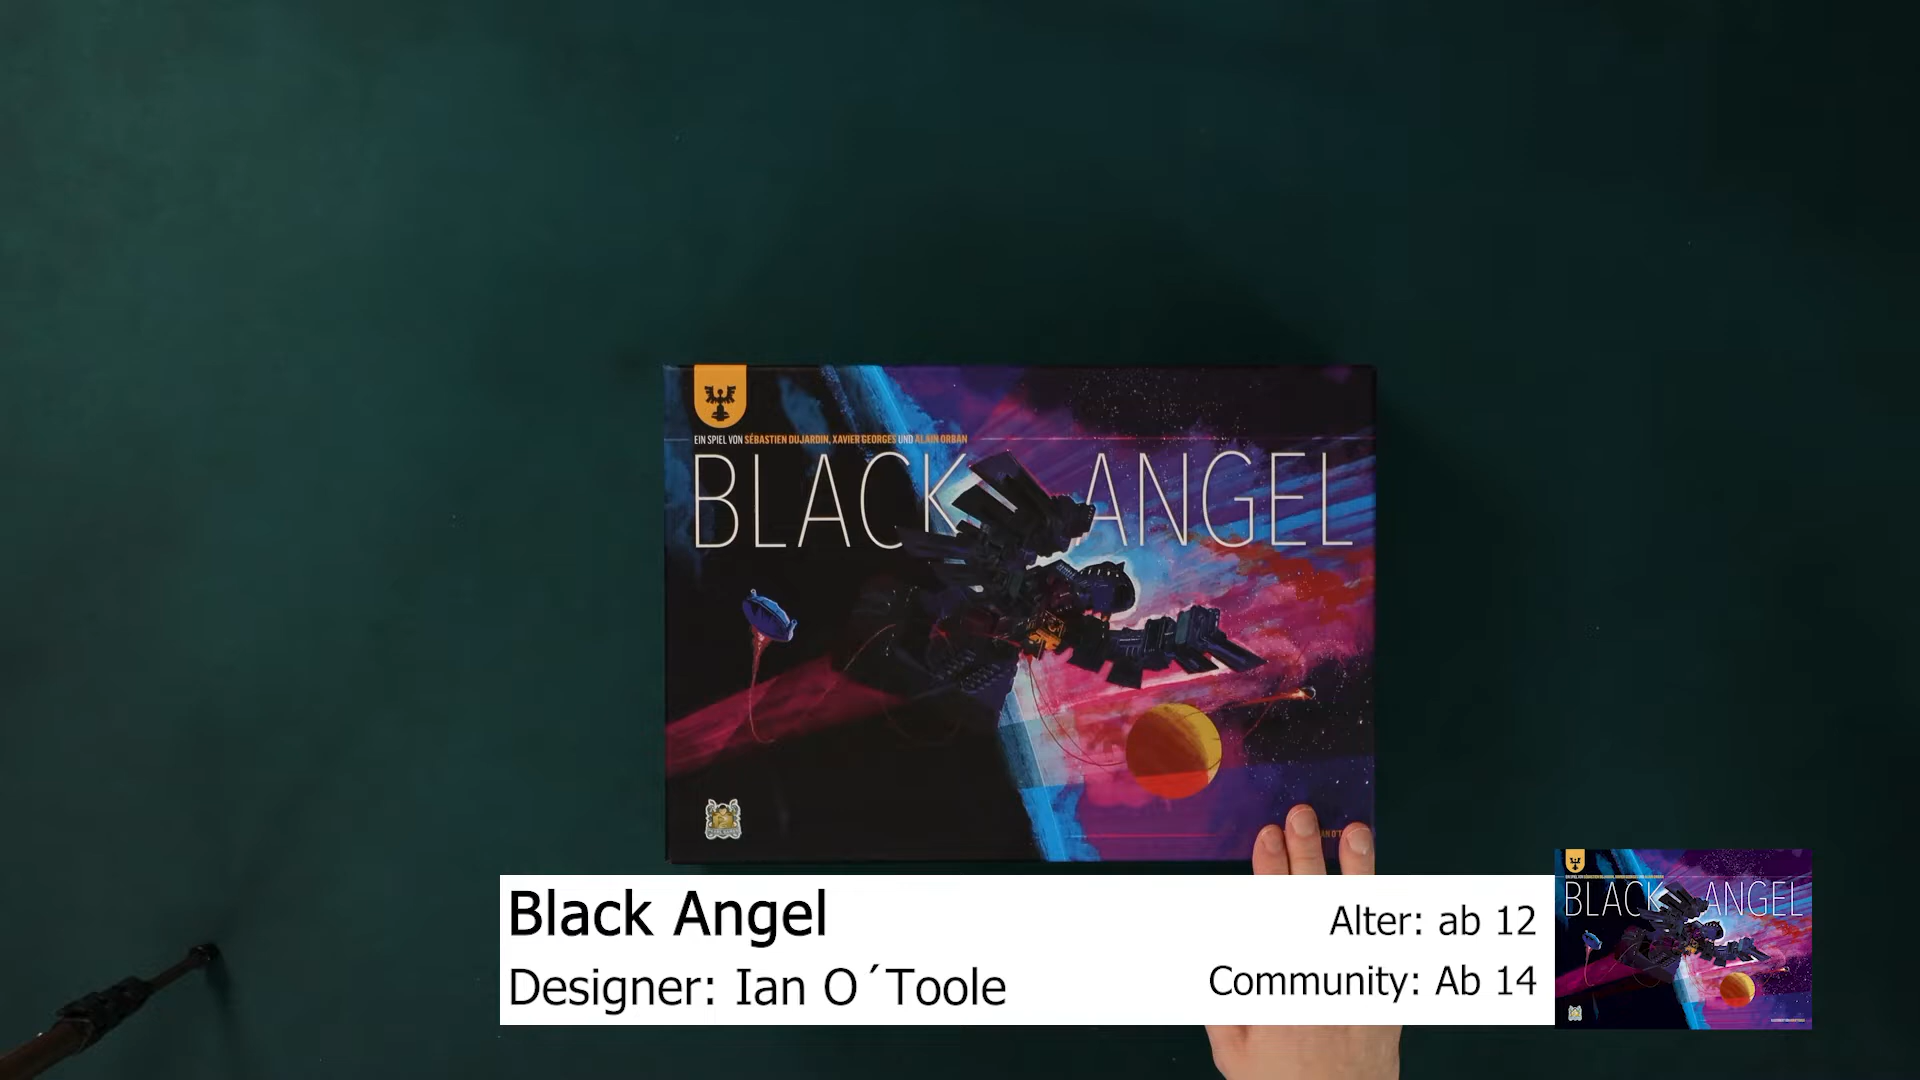 EIN SPIEL VON SÉBASTIEN DUJARDIN, XAVIER GEORGES UND ALAIN ORBAN
BLACK ANGEL
Black Angel
Designer: Ian O´Toole
Alter: ab 12
Community: Ab 14
BLACK ANGEL